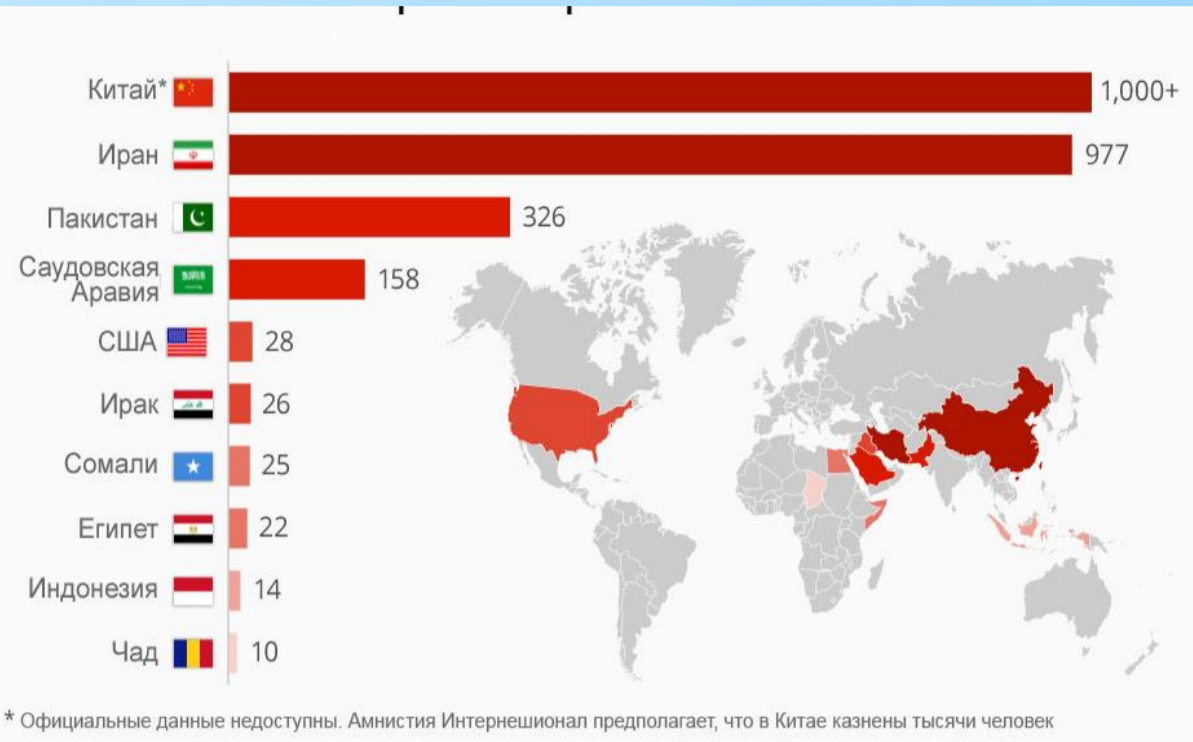 Китай* 1,000+
Иран 977
Пакистан 326
Саудовская
Аравия 158
США 28
Ирак 26
Сомали 25
Египет 22
Индонезия 14
Чад 10
* Официальные данные недоступны. Амнистия Интернешионал предполагает, что в Китае казнены тысячи человек